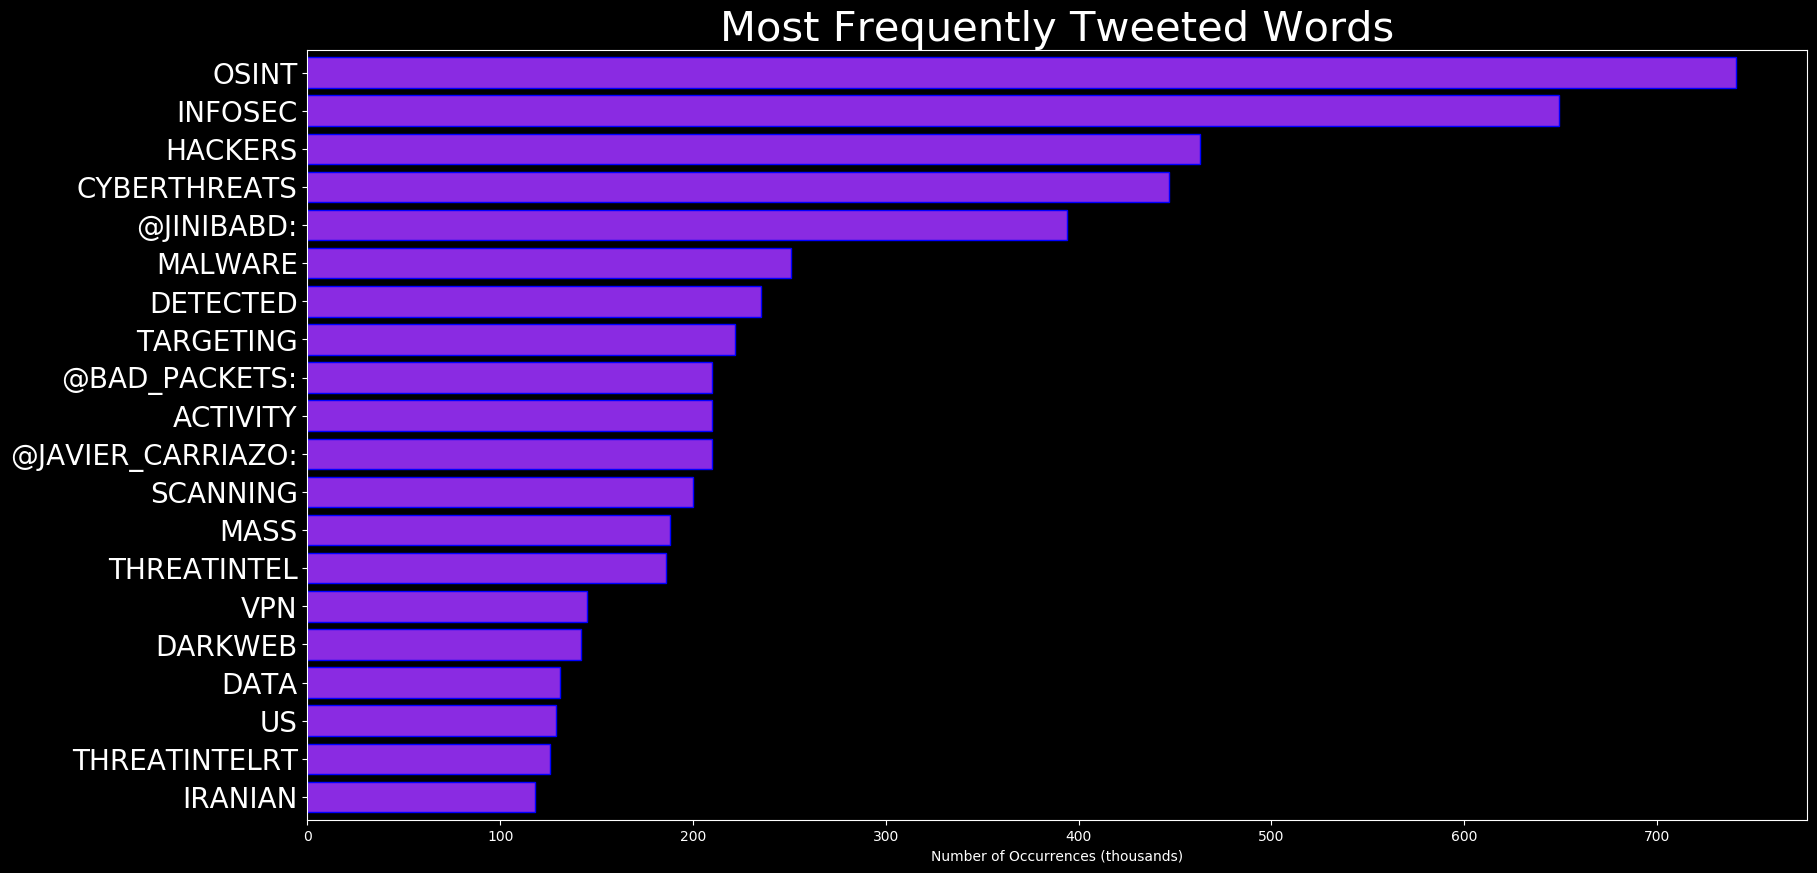 Most Frequently Tweeted Words
OSINT
INFOSEC
HACKERS
CYBERTHREATS
@JINIBABD:
MALWARE
DETECTED
TARGETING
@BAD_PACKETS:
ACTIVITY
@JAVIER_CARRIAZO:
SCANNING
MASS
THREATINTEL
VPN
DARKWEB
DATA
US
THREATINTELRT
IRANIAN
0 100 200 300 400 500 600 700
Number of Occurrences (thousands)